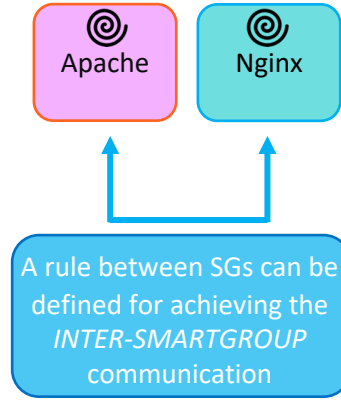 Apache
Nginx
A rule between SGs can be
defined for achieving the
INTER-SMARTGROUP
communication